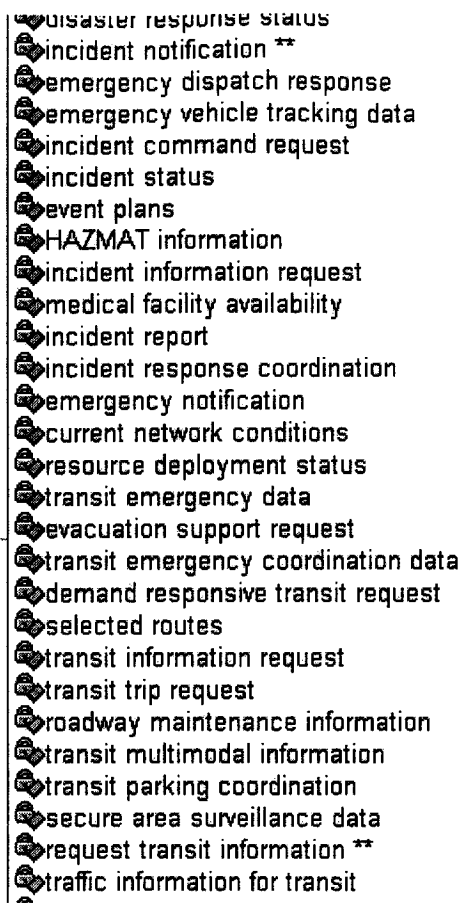 disaster response status
incident notification **
emergency dispatch response
emergency vehicle tracking data
incident command request
incident status
event plans
HAZMAT information
incident information request
medical facility availability
incident report
incident response coordination
emergency notification
current network conditions
resource deployment status
transit emergency data
evacuation support request
transit emergency coordination data
demand responsive transit request
selected routes
transit information request
transit trip request
roadway maintenance information
transit multimodal information
transit parking coordination
secure area surveillance data
request transit information **
traffic information for transit